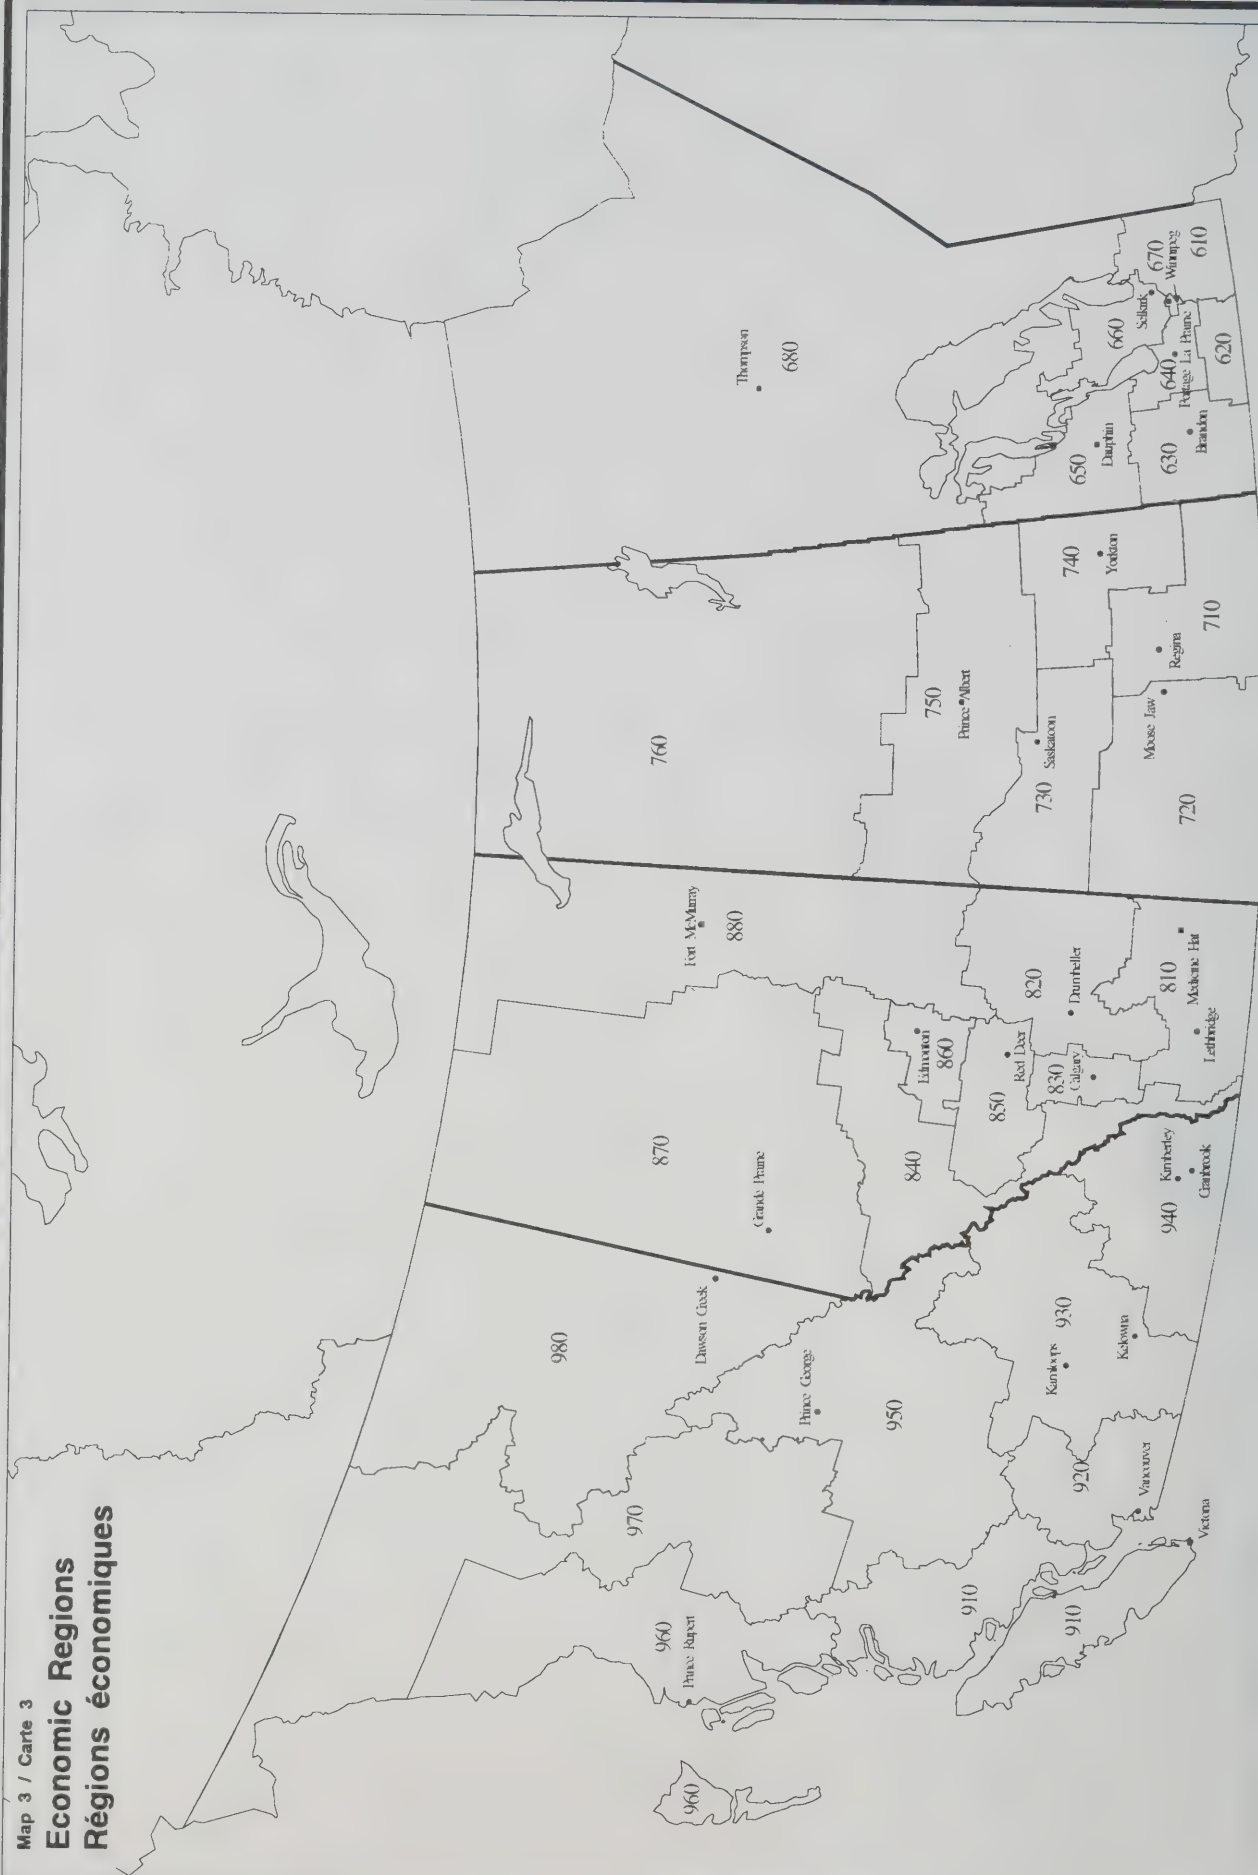 Map 3 / Carte 3
Economic Regions
Régions économiques
960
960
Prince Rupert
970
980
Dawson Creek
Prince George
950
910
910
920
Vancouver
Victoria
Kamloops
930
Kelowna
940
Kimberley
Cranbrook
870
Grande Prairie
840
850
860
Edmonton
Red Deer
830
Calgary
820
Drumheller
810
Medicine Hat
Lethbridge
Fort McMurray
880
760
750
Prince Albert
730
Saskatoon
720
Moose Jaw
740
Yorkton
710
Regina
Thompson
680
650
Dauphin
630
Brandon
640
Portage La Prairie
620
660
Selkirk
670
Winnipeg
610